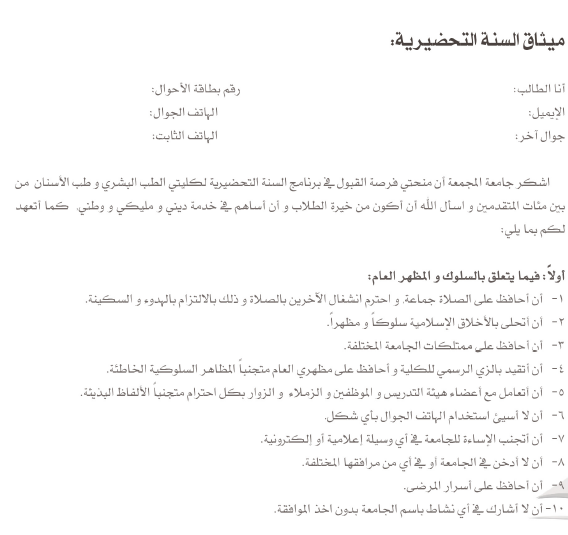 ميثاق السنة التحضيرية:
أنا الطالب: رقم بطاقة الأحوال:
الإيميل: الهاتف الجوال:
جوال آخر: الهاتف الثابت:
اشكر جامعة المجمعة أن منحتي فرصة القبول في برنامج السنة التحضيرية لكليتي الطب البشري و طب الأسنان من
بين مئات المتقدمين و اسأل الله أن أكون من خيرة الطلاب و أن أساهم في خدمة ديني و مليكي و وطني. كما أتعهد
لكم بما يلي:
أولاً: فيما يتعلق بالسلوك و المظهر العام:
١- أن أحافظ على الصلاة جماعة. و احترم انشغال الآخرين بالصلاة و ذلك بالالتزام بالهدوء و السكينة.
٢- أن أتحلى بالأخلاق الإسلامية سلوكاً و مظهراً.
٣- أن أحافظ على ممتلكات الجامعة المختلفة.
٤- أن أتقيد بالزي الرسمي للكلية و أحافظ على مظهري العام متجنباً المظاهر السلوكية الخاطئة.
٥- أن أتعامل مع أعضاء هيئة التدريس و الموظفين و الزملاء و الزوار بكل احترام متجنباً الألفاظ البذيئة.
٦- أن لا أسيئ استخدام الهاتف الجوال بأي شكل.
٧- أن أتجنب الإساءة للجامعة في أي وسيلة إعلامية أو إلكترونية.
٨- أن لا أدخن في الجامعة أو في أي من مرافقها المختلفة.
٩- أن أحافظ على أسرار المرضى.
١٠- أن لا أشارك في أي نشاط باسم الجامعة بدون اخذ الموافقة.